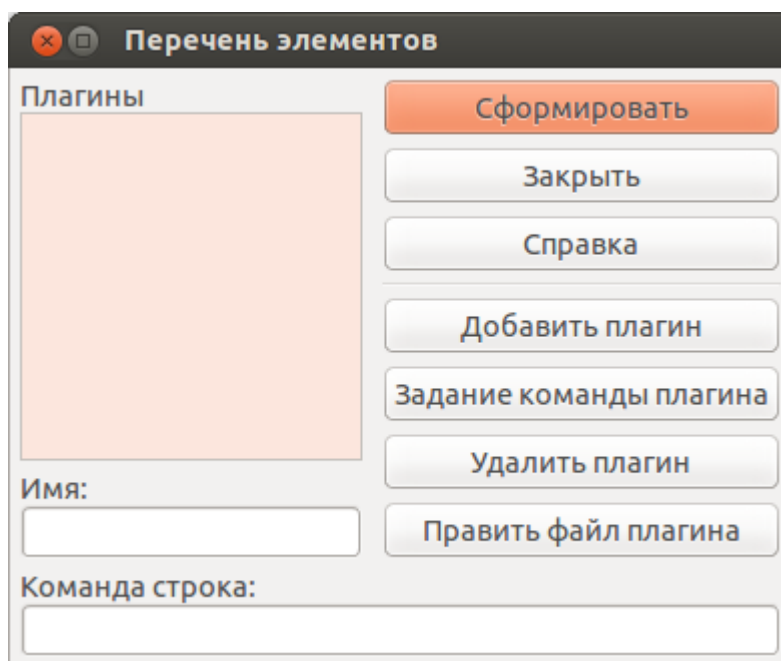 Перечень элементов
Плагины
Сформировать
Закрыть
Справка
Добавить плагин
Задание команды плагина
Удалить плагин
Править файл плагина
Имя:
Команда строка: